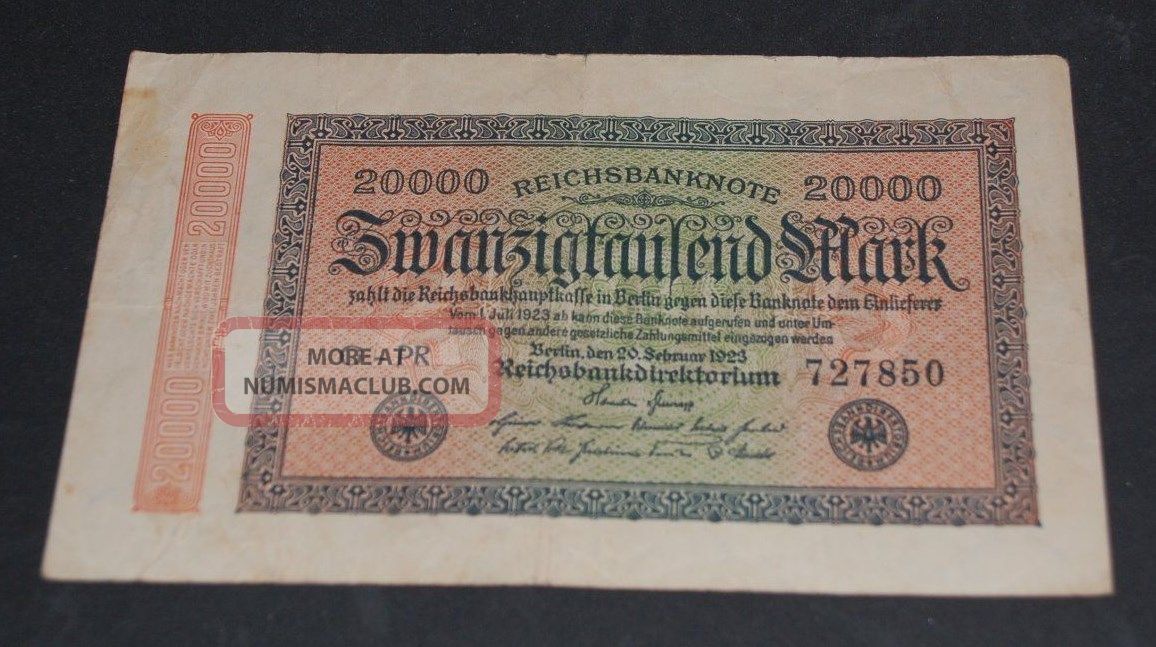 20000
20000
20000 REICHSBANKNOTE 20000
Zwanzigtausend Mark
zahlt die Reichsbankhauptkasse in Berlin gegen diese Banknote dem Einlieferer
Vom 1. Juli 1923 ab kann diese Banknote aufgerufen und unter Um-
tausch gegen andere gesetzliche Zahlungsmittel eingezogen werden
Berlin, den 20. Februar 1923
Reichsbankdirektorium 727850
PR
MORE AT
NUMISMACLUB.COM